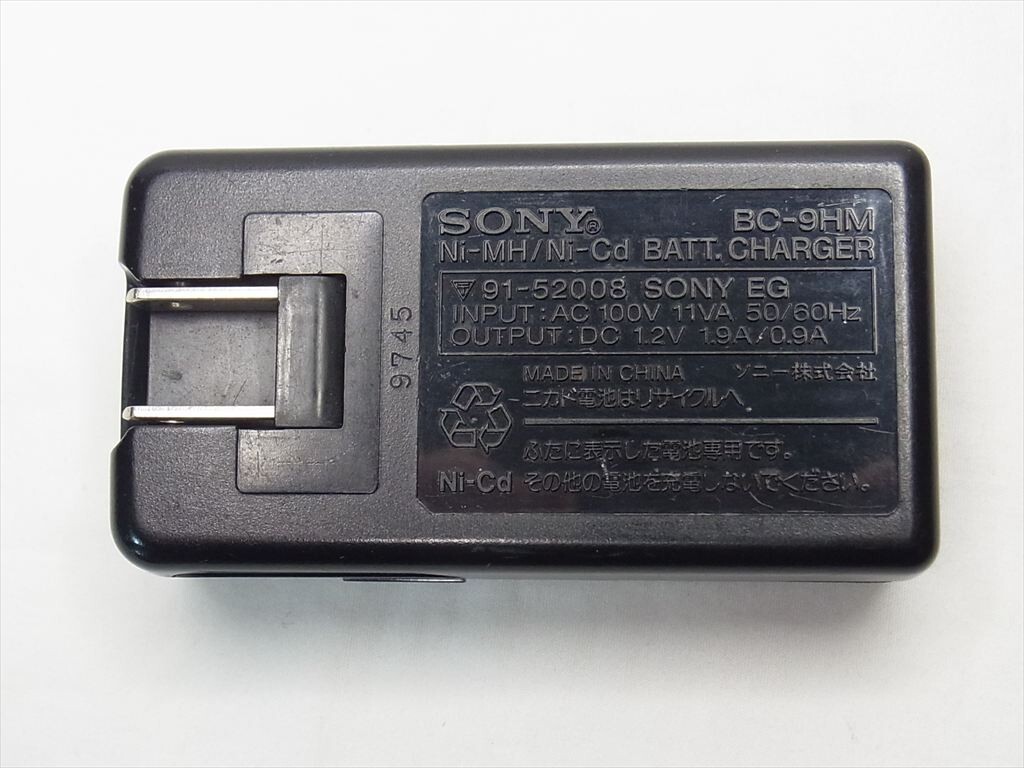 SONY® BC-9HM
Ni-MH/Ni-Cd BATT. CHARGER
91-52008 SONY EG
INPUT: AC 100V 11VA 50/60Hz
OUTPUT: DC 1.2V 1.9A/0.9A
MADE IN CHINA ソニー株式会社
ニカド電池はリサイクルへ
ふたに表示した電池専用です。
Ni-Cd その他の電池を充電しないでください。
9745